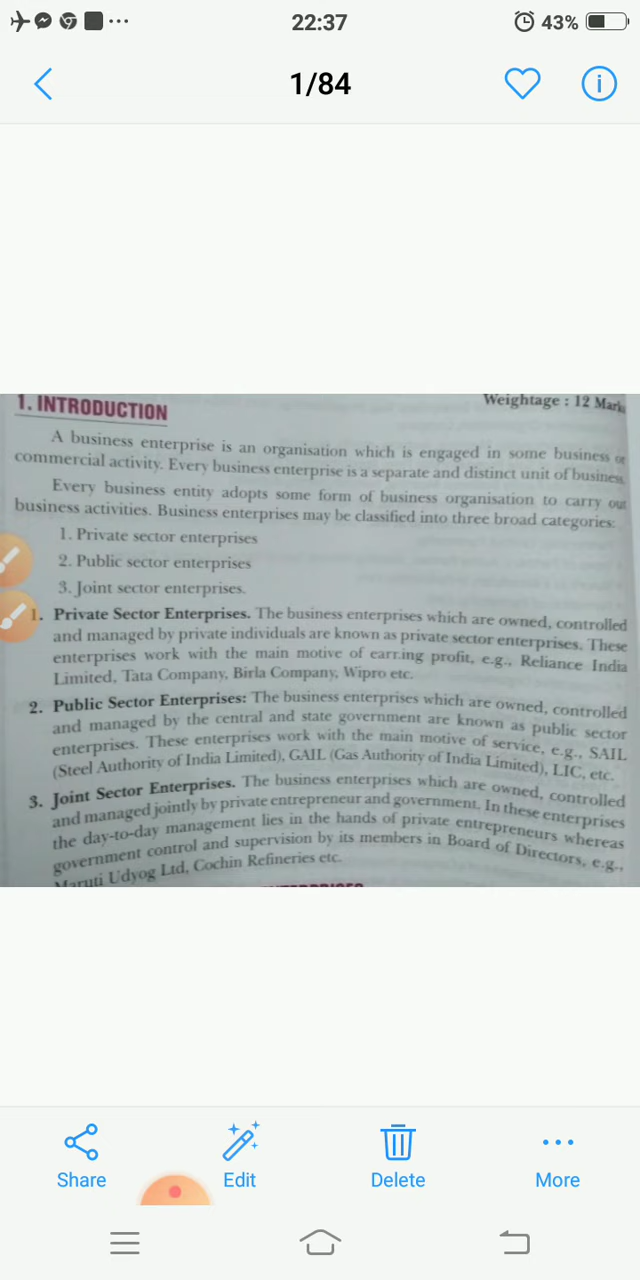 22:37
43%
1/84
1. INTRODUCTION
Weightage : 12 Marks
A business enterprise is an organisation which is engaged in some business or
commercial activity. Every business enterprise is a separate and distinct unit of business.
Every business entity adopts some form of business organisation to carry out
business activities. Business enterprises may be classified into three broad categories:
1. Private sector enterprises
2. Public sector enterprises
3. Joint sector enterprises.
1. Private Sector Enterprises. The business enterprises which are owned, controlled
and managed by private individuals are known as private sector enterprises. These
enterprises work with the main motive of earr.ing profit, e.g., Reliance India
Limited, Tata Company, Birla Company, Wipro etc.
2. Public Sector Enterprises: The business enterprises which are owned, controlled
and managed by the central and state government are known as public sector
enterprises. These enterprises work with the main motive of service, e.g., SAIL
(Steel Authority of India Limited), GAIL (Gas Authority of India Limited), LIC, etc.
3. Joint Sector Enterprises. The business enterprises which are owned, controlled
and managed jointly by private entrepreneur and government. In these enterprises
the day-to-day management lies in the hands of private entrepreneurs whereas
government control and supervision by its members in Board of Directors, e.g.,
Maruti Udyog Ltd, Cochin Refineries etc.
Share
Edit
Delete
More